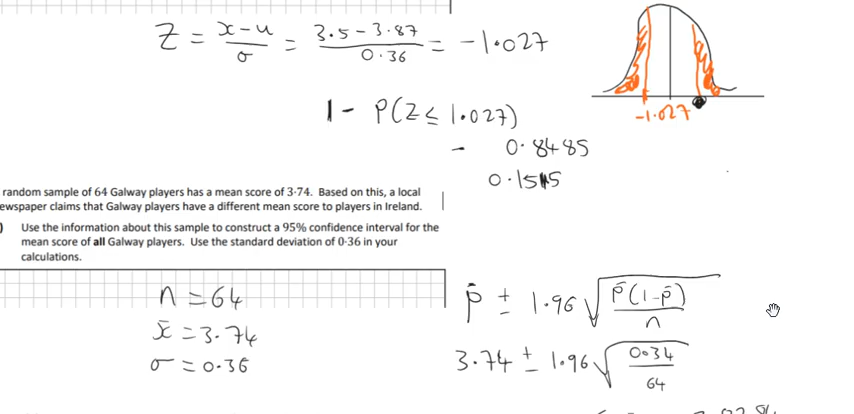 Z = x-u/σ = 3.5-3.87/0.36 = -1.027
-1.027
1 - P(Z ≤ 1.027)
- 0.8485
0.1515
random sample of 64 Galway players has a mean score of 3·74. Based on this, a local
ewspaper claims that Galway players have a different mean score to players in Ireland.
) Use the information about this sample to construct a 95% confidence interval for the
mean score of all Galway players. Use the standard deviation of 0·36 in your
calculations.
n = 64
x̄ = 3.74
σ = 0.36
p̄ ± 1.96 √(p̄(1-p̄)/n)
3.74 ± 1.96 √(0.34/64)